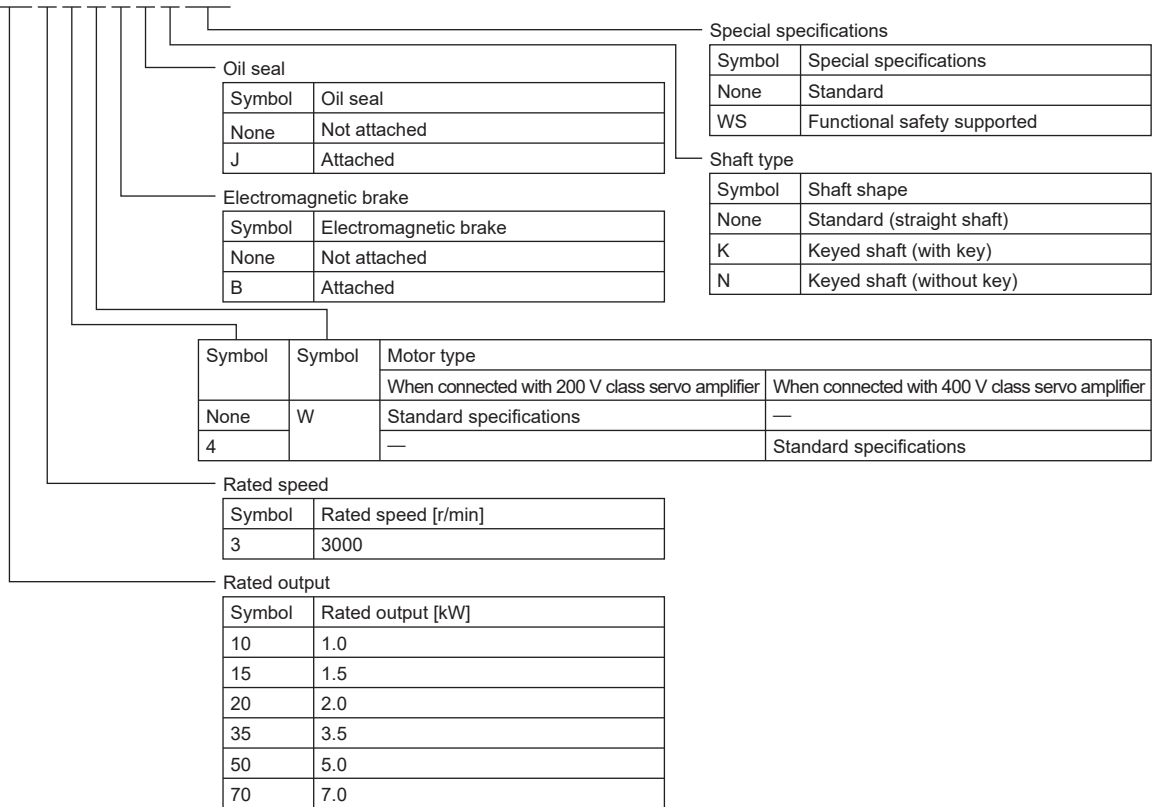 Special specifications
Symbol Special specifications
None Standard
WS Functional safety supported
Oil seal
Symbol Oil seal
None Not attached
J Attached
Shaft type
Symbol Shaft shape
None Standard (straight shaft)
K Keyed shaft (with key)
N Keyed shaft (without key)
Electromagnetic brake
Symbol Electromagnetic brake
None Not attached
B Attached
Symbol Symbol Motor type
When connected with 200 V class servo amplifier When connected with 400 V class servo amplifier
None W Standard specifications —
4 — Standard specifications
Rated speed
Symbol Rated speed [r/min]
3 3000
Rated output
Symbol Rated output [kW]
10 1.0
15 1.5
20 2.0
35 3.5
50 5.0
70 7.0